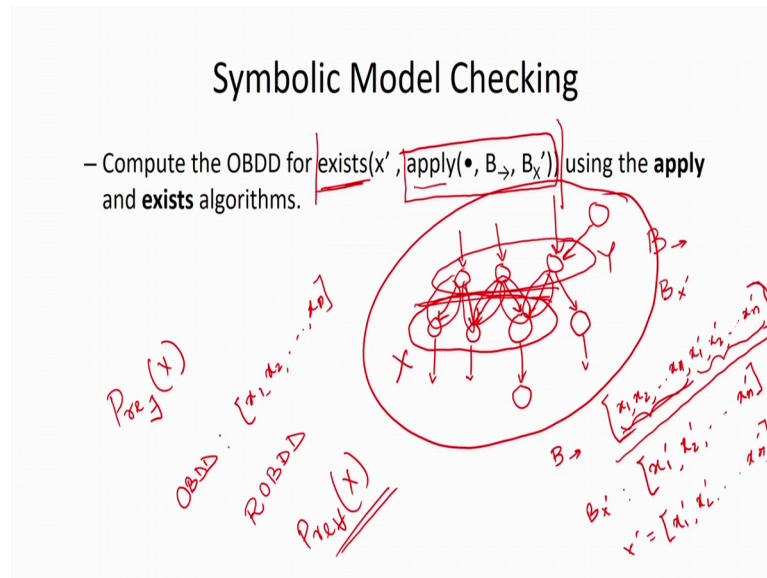 Symbolic Model Checking
– Compute the OBDD for exists(x' , apply(•, B→, Bx')) using the apply
and exists algorithms.
Y
B→
Bx'
X
Pre∃(X)
OBDD : [x1, x2, ..., xn]
ROBDD
Pre∀(X)
B→ [x1, x2, ... xn, x1', x2', ... xn']
Bx' : [x1', x2', ... xn']
x' = [x1', x2', ... xn']